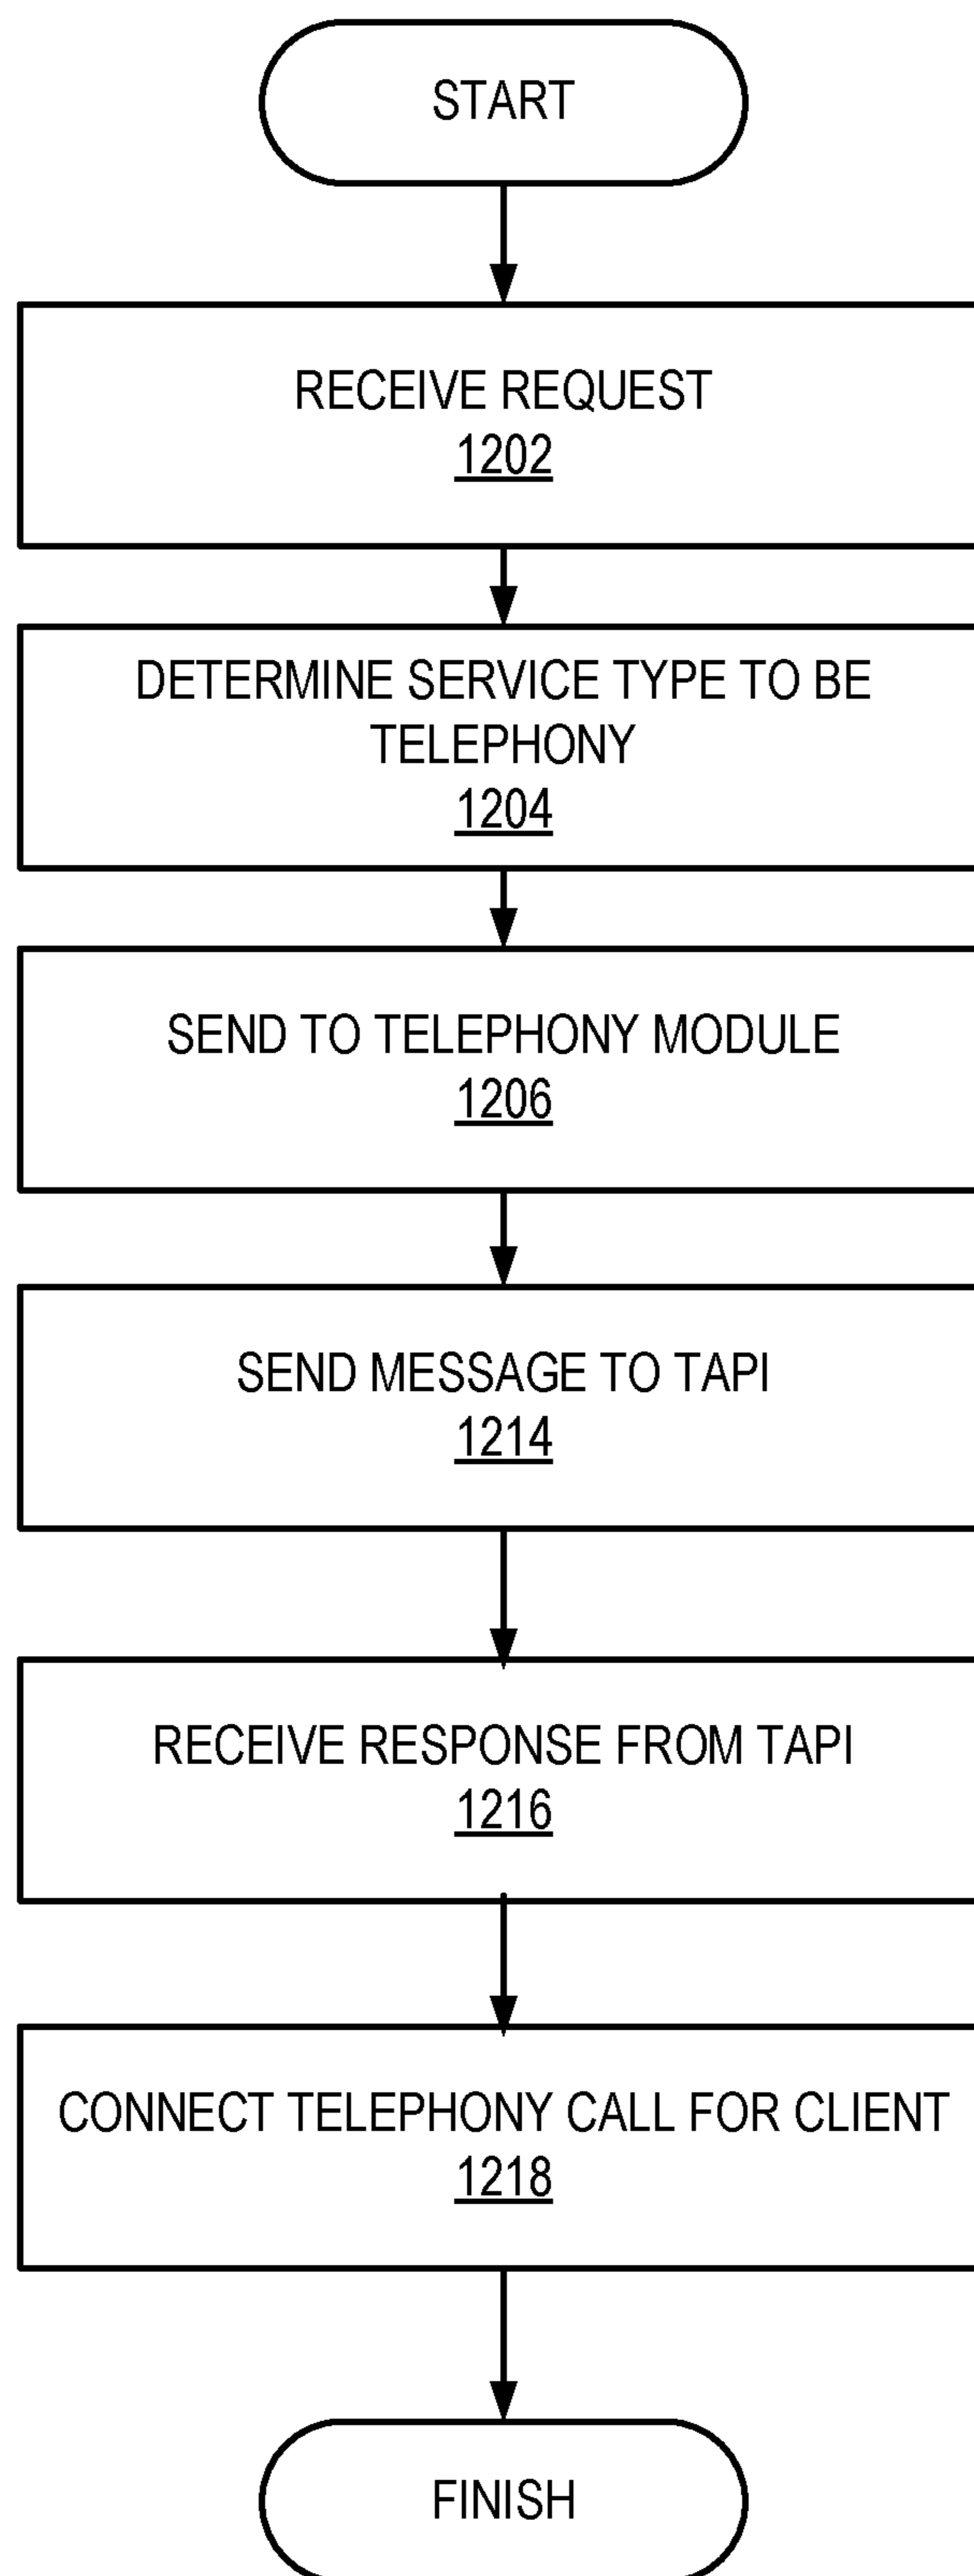 START
RECEIVE REQUEST
1202
DETERMINE SERVICE TYPE TO BE
TELEPHONY
1204
SEND TO TELEPHONY MODULE
1206
SEND MESSAGE TO TAPI
1214
RECEIVE RESPONSE FROM TAPI
1216
CONNECT TELEPHONY CALL FOR CLIENT
1218
FINISH